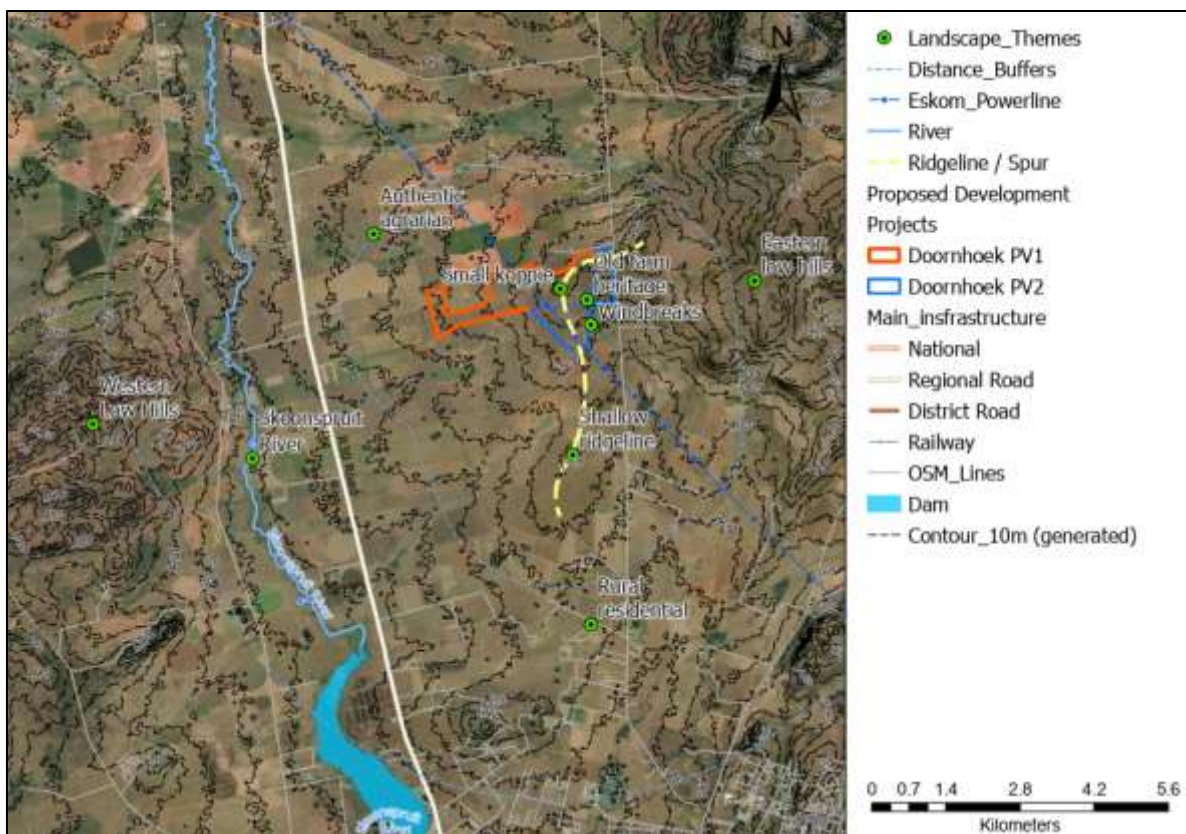 N
Authentic
agrarian
Small koppie
Old farm
heritage
Windbreaks
Eastern
low hills
Western
Low Hills
Skoonspruit
River
Shallow
ridgeline
Rural
residential
Landscape_Themes
Distance_Buffers
Eskom_Powerline
River
Ridgeline / Spur
Proposed Development
Projects
Doornhoek PV1
Doornhoek PV2
Main_insfrastructure
National
Regional Road
District Road
Railway
OSM_Lines
Dam
Contour_10m (generated)
0 0.7 1.4 2.8 4.2 5.6
Kilometers